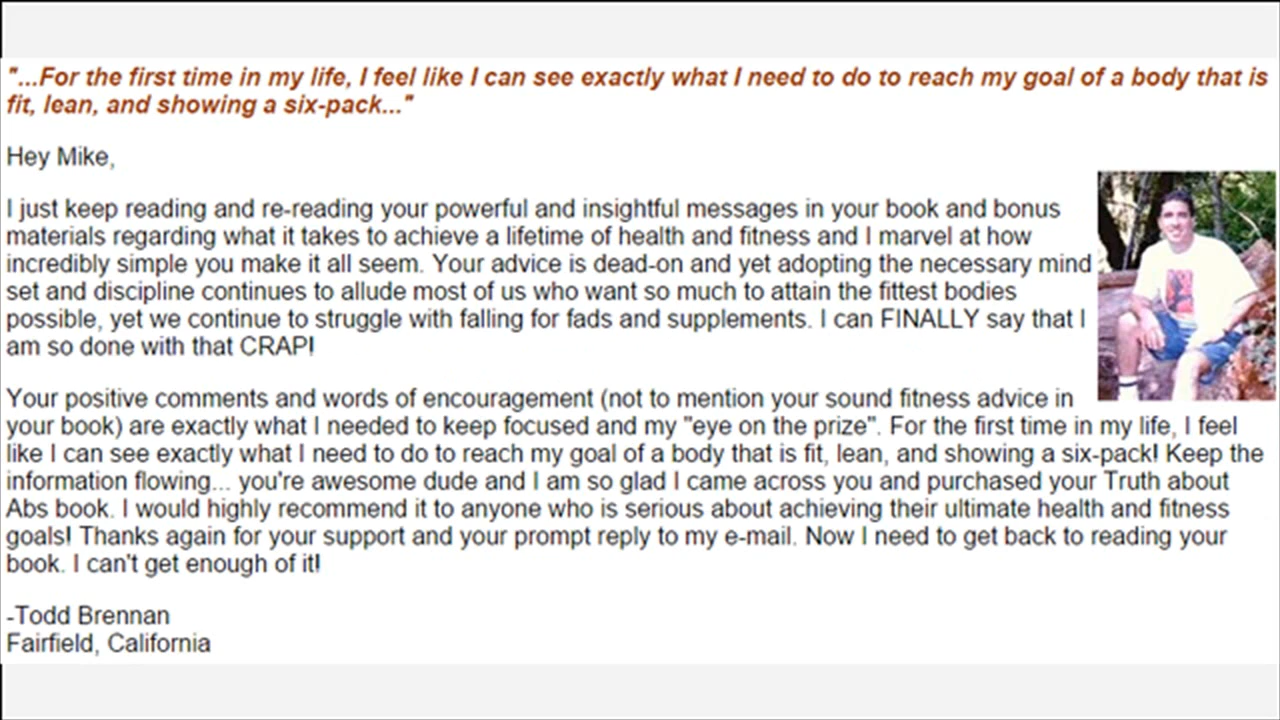 "...For the first time in my life, I feel like I can see exactly what I need to do to reach my goal of a body that is
fit, lean, and showing a six-pack..."
Hey Mike,
I just keep reading and re-reading your powerful and insightful messages in your book and bonus
materials regarding what it takes to achieve a lifetime of health and fitness and I marvel at how
incredibly simple you make it all seem. Your advice is dead-on and yet adopting the necessary mind
set and discipline continues to allude most of us who want so much to attain the fittest bodies
possible, yet we continue to struggle with falling for fads and supplements. I can FINALLY say that I
am so done with that CRAP!
Your positive comments and words of encouragement (not to mention your sound fitness advice in
your book) are exactly what I needed to keep focused and my "eye on the prize". For the first time in my life, I feel
like I can see exactly what I need to do to reach my goal of a body that is fit, lean, and showing a six-pack! Keep the
information flowing... you're awesome dude and I am so glad I came across you and purchased your Truth about
Abs book. I would highly recommend it to anyone who is serious about achieving their ultimate health and fitness
goals! Thanks again for your support and your prompt reply to my e-mail. Now I need to get back to reading your
book. I can't get enough of it!
-Todd Brennan
Fairfield, California